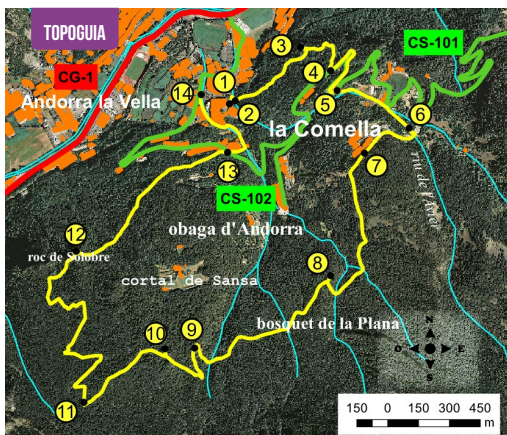 TOPOGUIA
CS-101
3
CG-1
4
1
14
Andorra la Vella
5
2
6
la Comella
riu de l'Aixec
7
13
CS-102
12
obaga d'Andorra
roc de Solobre
8
cortal de Sansa
bosquet de la Plana
N
10
9
O
E
S
11
150 0 150 300 450
m